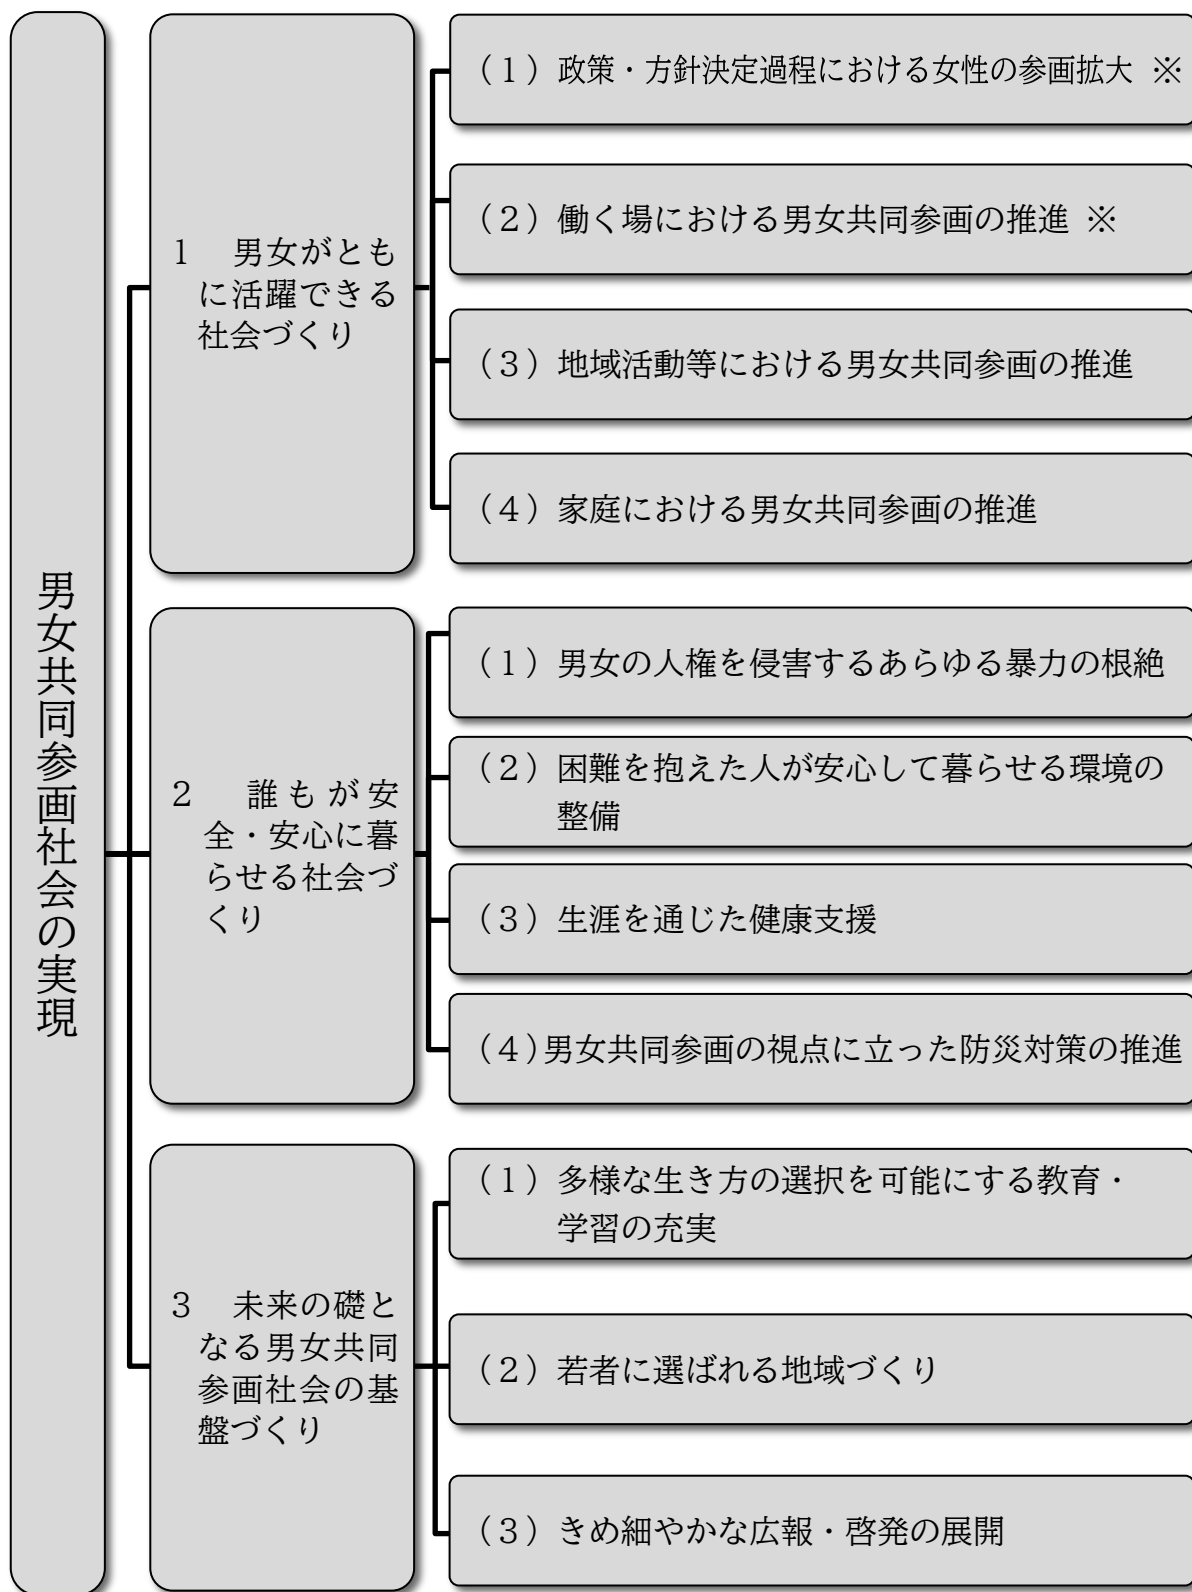 男女共同参画社会の実現
1　男女がとも
に活躍できる
社会づくり
（１）政策・方針決定過程における女性の参画拡大 ※
（２）働く場における男女共同参画の推進 ※
（３）地域活動等における男女共同参画の推進
（４）家庭における男女共同参画の推進
2　誰もが安
全・安心に暮
らせる社会づ
くり
（１）男女の人権を侵害するあらゆる暴力の根絶
（２）困難を抱えた人が安心して暮らせる環境の
整備
（３）生涯を通じた健康支援
（４）男女共同参画の視点に立った防災対策の推進
3　未来の礎と
なる男女共同
参画社会の基
盤づくり
（１）多様な生き方の選択を可能にする教育・
学習の充実
（２）若者に選ばれる地域づくり
（３）きめ細やかな広報・啓発の展開